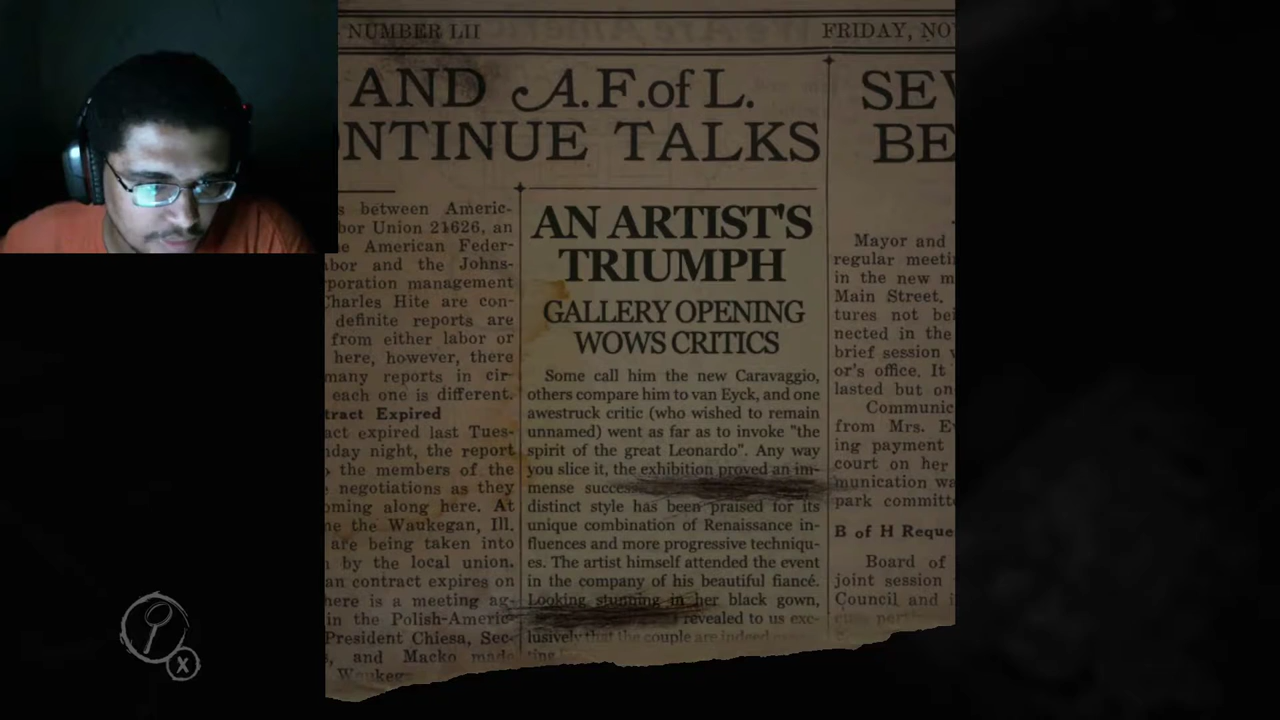 NUMBER LII
FRIDAY, NO
AND A.F.of L.
ONTINUE TALKS
SEV
BE
between Americ-
bor Union 21626, an
American Feder-
bor and the Johns-
poration management
Charles Hite are con-
definite reports are
from either labor or
here, however, there
many reports in cir-
each one is different.
tract Expired
act expired last Tues-
day night, the report
the members of the
negotiations as they
oming along here. At
the Waukegan, Ill.
are being taken into
by the local union.
an contract expires on
here is a meeting ag-
in the Polish-Americ-
President Chiesa, Sec-
and Macko made
Waukeg-
AN ARTIST'S
TRIUMPH
GALLERY OPENING
WOWS CRITICS
Some call him the new Caravaggio,
others compare him to van Eyck, and one
awestruck critic (who wished to remain
unnamed) went as far as to invoke "the
spirit of the great Leonardo". Any way
you slice it, the exhibition proved an im-
mense success
distinct style has been praised for its
unique combination of Renaissance in-
fluences and more progressive techniqu-
es. The artist himself attended the event
in the company of his beautiful fiancé.
Looking stunning in her black gown,
revealed to us exc-
lusively that the couple are indeed
ting
Mayor and
regular meeti
in the new m
Main Street.
tures not bei
nected in the
brief session
or's office. It
lasted but on
Communic
from Mrs. Ev
ing payment
court on her
munication wa
park committe
B of H Reque
Board of
joint session
Council and i
X